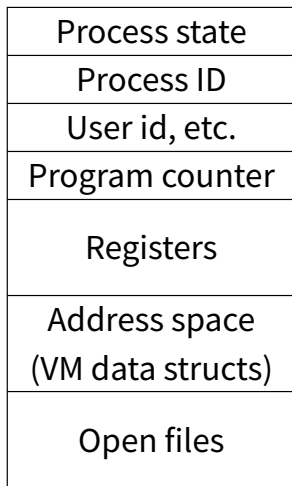 Process state
Process ID
User id, etc.
Program counter
Registers
Address space
(VM data structs)
Open files